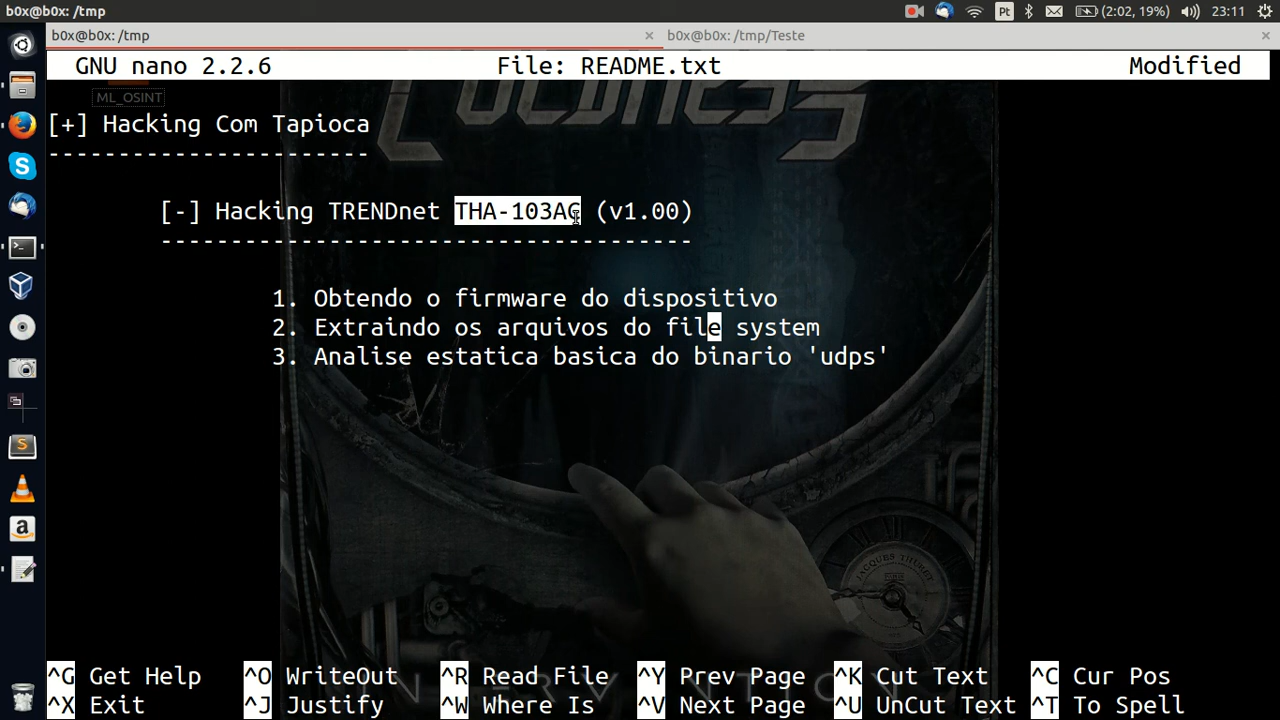 b0x@b0x: /tmp
Pt
(2:02, 19%)
23:11
b0x@b0x: /tmp
×
b0x@b0x: /tmp/Teste
×
GNU nano 2.2.6 File: README.txt Modified
ML_OSINT
[+] Hacking Com Tapioca
-----------------------
[-] Hacking TRENDnet THA-103AC (v1.00)
--------------------------------------
1. Obtendo o firmware do dispositivo
2. Extraindo os arquivos do file system
3. Analise estatica basica do binario 'udps'
^G Get Help ^O WriteOut ^R Read File ^Y Prev Page ^K Cut Text ^C Cur Pos
^X Exit ^J Justify ^W Where Is ^V Next Page ^U UnCut Text ^T To Spell